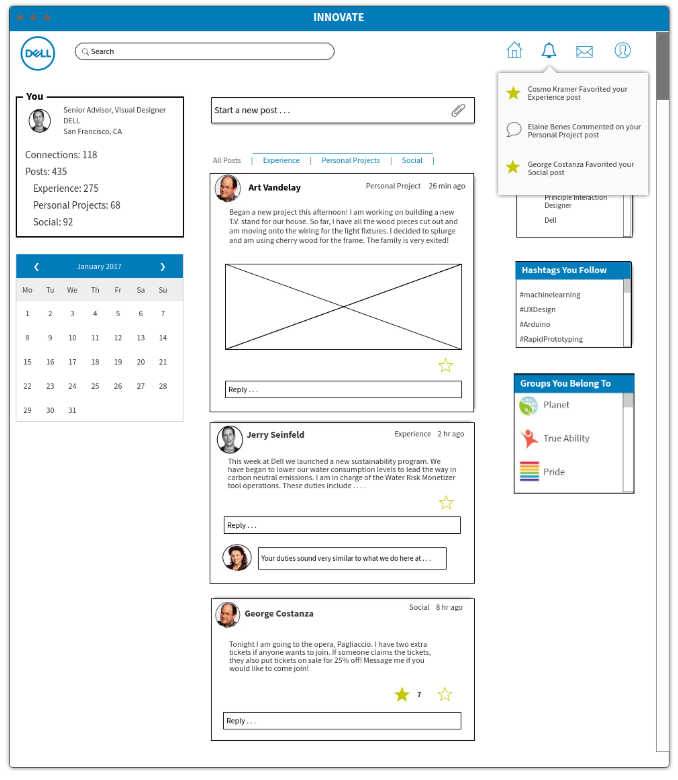 INNOVATE
DELL
Search
Cosmo Kramer Favorited your
Experience post
Elaine Benes Commented on your
Personal Project post
George Costanza Favorited your
Social post
You
Senior Advisor, Visual Designer
DELL
San Francisco, CA
Connections: 118
Posts: 435
Experience: 275
Personal Projects: 68
Social: 92
January 2017
Mo Tu We Th Fr Sa Su
1 2 3 4 5 6 7
8 9 10 11 12 13 14
15 16 17 18 19 20 21
22 23 24 25 26 27 28
29 30 31
Start a new post . . .
All Posts | Experience | Personal Projects | Social |
Art Vandelay
Personal Project 26 min ago
Began a new project this afternoon! I am working on building a new
T.V. stand for our house. So far, I have all the wood pieces cut out and
am moving onto the wiring for the light fixtures. I decided to splurge
and am using cherry wood for the frame. The family is very exited!
Reply . . .
Jerry Seinfeld
Experience 2 hr ago
This week at Dell we launched a new sustainability program. We
have began to lower our water consumption levels to lead the way in
carbon neutral emissions. I am in charge of the Water Risk Monetizer
tool operations. These duties include . . . .
Reply . . .
Your duties sound very similar to what we do here at . . .
George Costanza
Social 8 hr ago
Tonight I am going to the opera, Pagliaccio. I have two extra
tickets if anyone wants to join. If someone claims the tickets,
they also put tickets on sale for 25% off! Message me if you
would like to come join!
7
Reply . . .
Principle Interaction
Designer
Dell
Hashtags You Follow
#machinelearning
#UXDesign
#Arduino
#RapidPrototyping
Groups You Belong To
Planet
True Ability
Pride